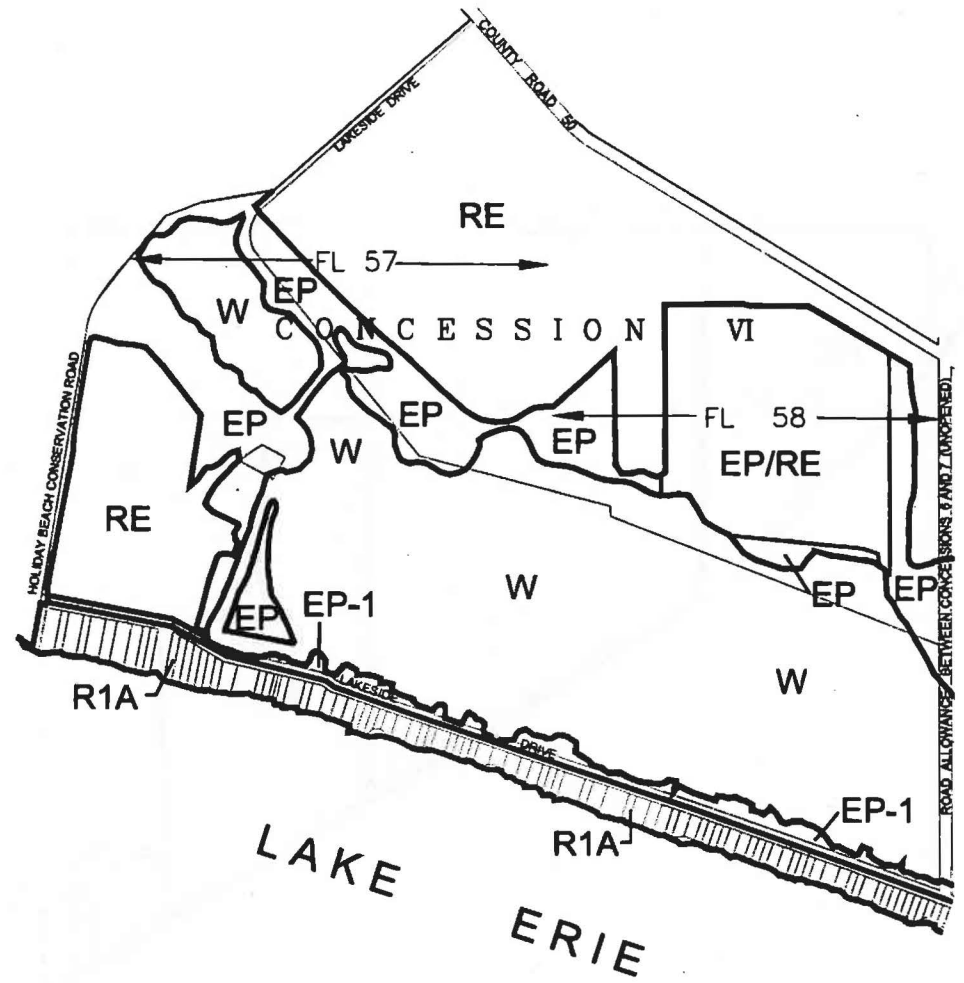 COUNTY ROAD 50
LAKESIDE DRIVE
RE
FL 57
EP
W
CONCESSION VI
EP
FL 58
EP
EP
W
EP/RE
HOLIDAY BEACH CONSERVATION ROAD
RE
ROAD ALLOWANCE BETWEEN CONCESSIONS 6 AND 7 (UNOPENED)
W
EP
EP
EP
EP-1
W
R1A
LAKESIDE
DRIVE
EP-1
R1A
LAKE
ERIE